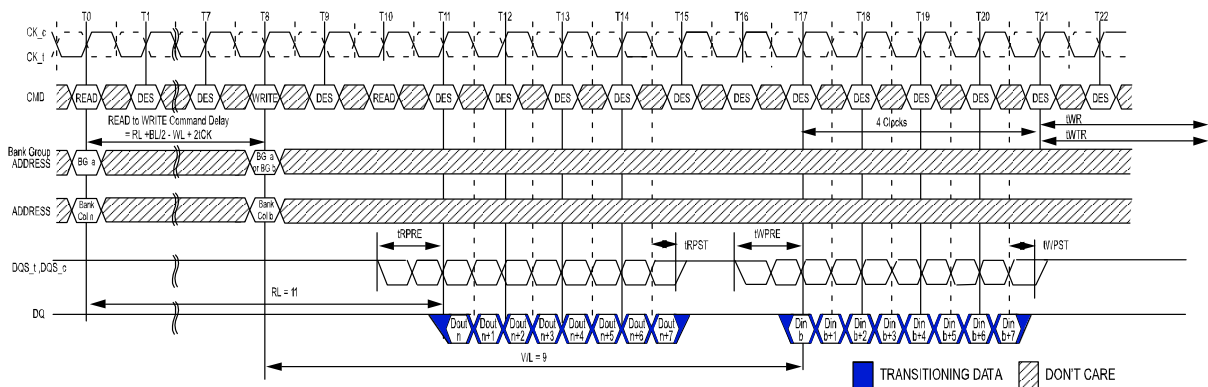 T0 T1 T7 T8 T9 T10 T11 T12 T13 T14 T15 T16 T17 T18 T19 T20 T21 T22
CK_c
CK_t
CMD READ DES DES WRITE DES READ DES DES DES DES DES DES DES DES DES DES DES DES
READ to WRITE Command Delay
= RL +BL/2 - WL + 2tCK
4 Clocks
tWR
tWTR
Bank Group
ADDRESS
BG a
BG a
or BG b
ADDRESS
Bank
Col n
Bank
Col b
tRPRE
tRPST
tWPRE
tWPST
DQS_t ,DQS_c
RL = 11
DQ
Dout
n
Dout
n+1
Dout
n+2
Dout
n+3
Dout
n+4
Dout
n+5
Dout
n+6
Dout
n+7
Din
b
Din
b+1
Din
b+2
Din
b+3
Din
b+4
Din
b+5
Din
b+6
Din
b+7
WL = 9
TRANSITIONING DATA
DON'T CARE